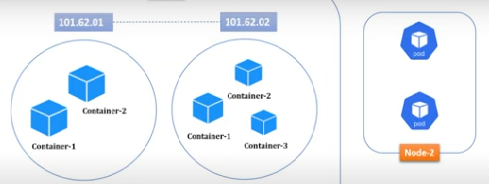 101.62.01
101.52.02
Container-2
Container-1
Container-2
Container-1
Container-3
pod
pod
Node-2